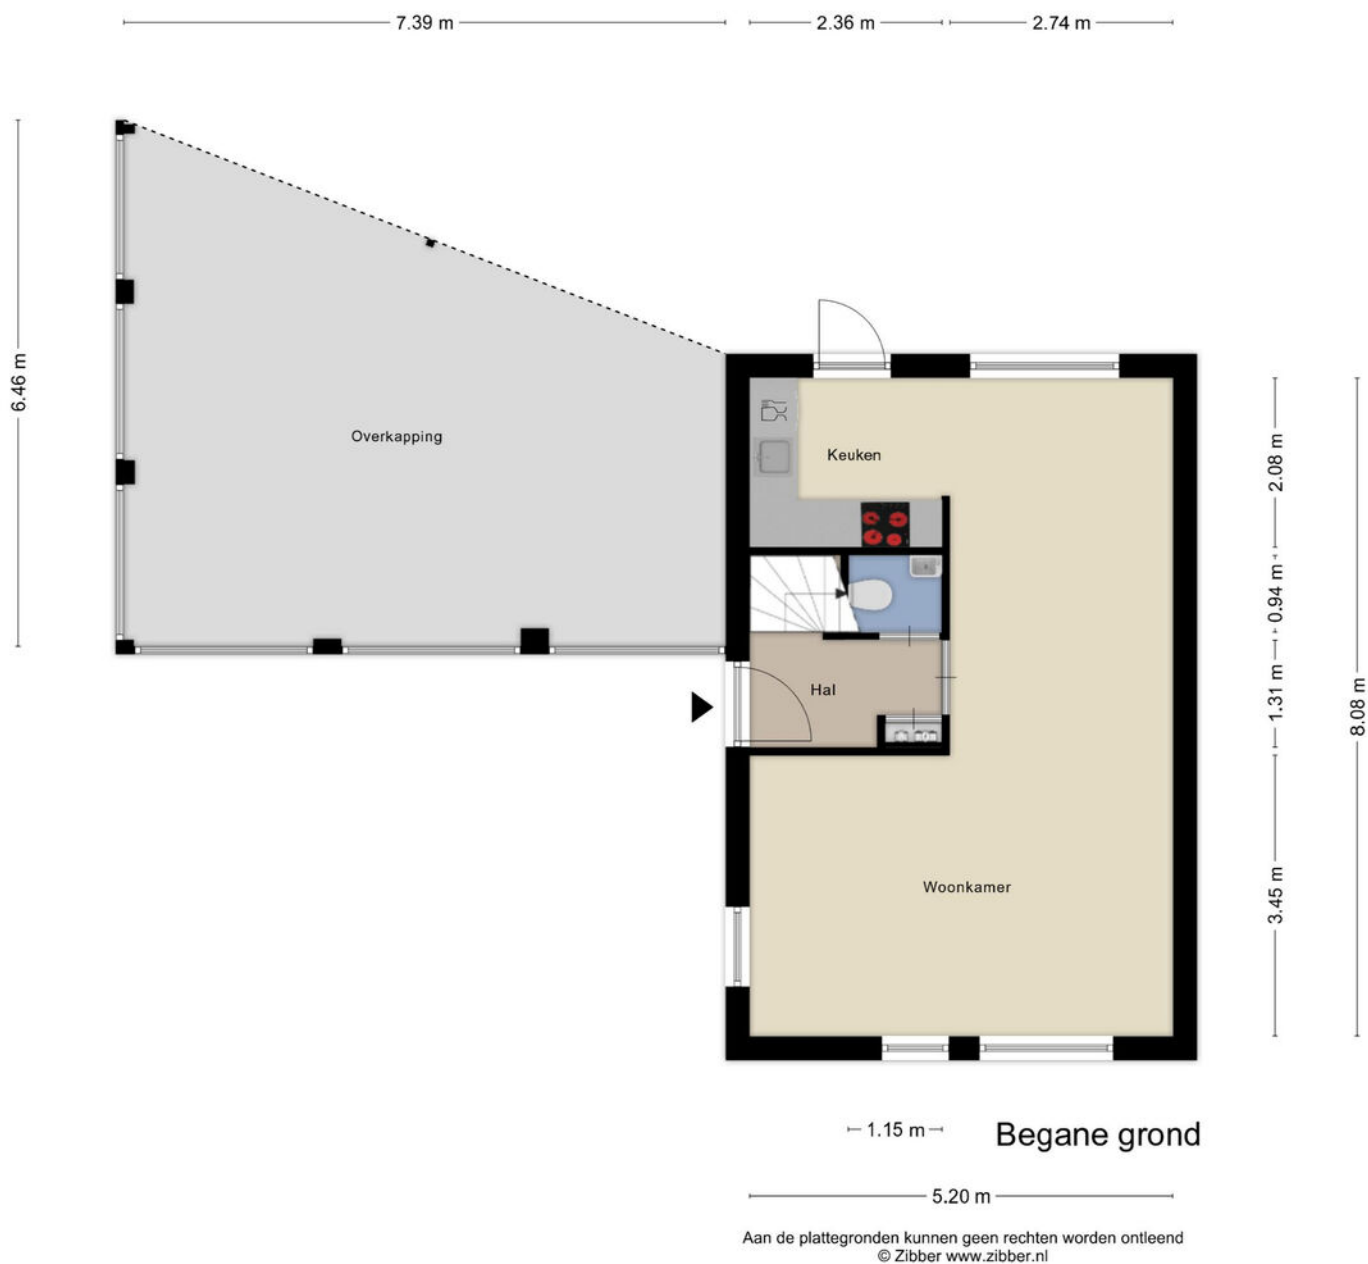 7.39 m
2.36 m
2.74 m
6.46 m
Overkapping
Keuken
2.08 m
0.94 m
Hal
1.31 m
8.08 m
Woonkamer
3.45 m
1.15 m
Begane grond
5.20 m
Aan de plattegronden kunnen geen rechten worden ontleend
© Zibber www.zibber.nl